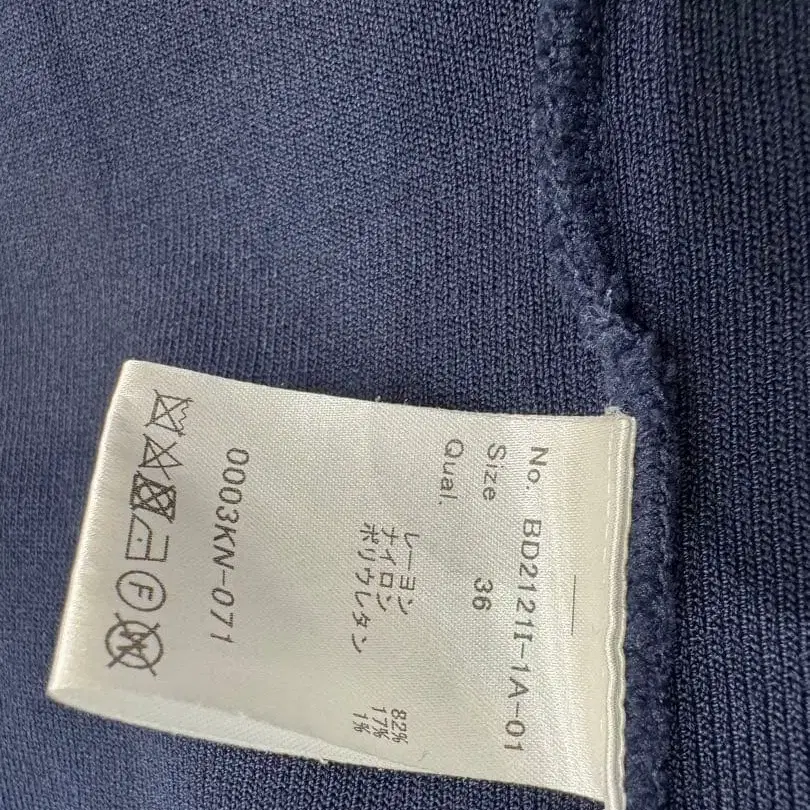 No. BD2121I-1A-01
Size 36
Qual.
レーヨン 82%
ナイロン 17%
ポリウレタン 1%
0003KN-071
F